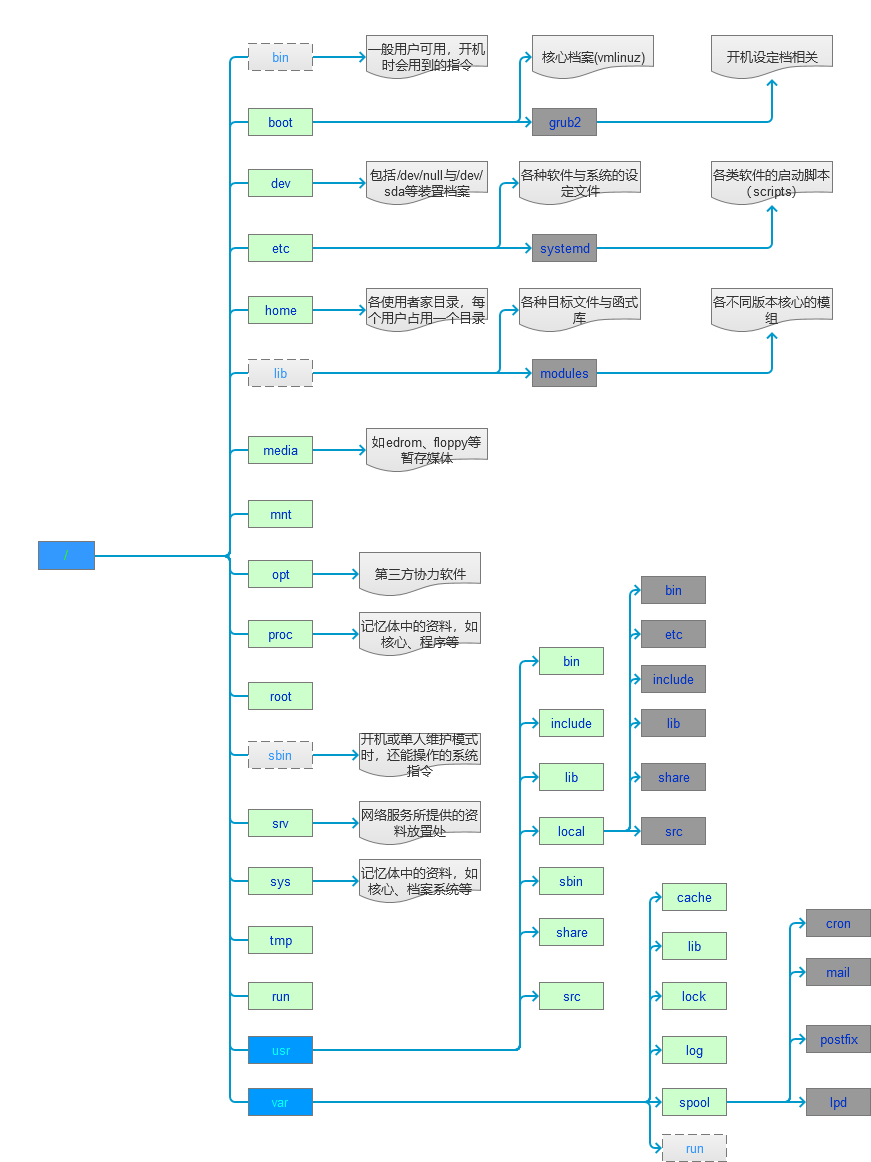 /
bin
一般用户可用，开机
时会用到的指令
核心档案(vmlinuz)
开机设定档相关
boot
grub2
dev
包括/dev/null与/dev/
sda等装置档案
各种软件与系统的设
定文件
各类软件的启动脚本
（scripts)
etc
systemd
home
各使用者家目录，每
个用户占用一个目录
各种目标文件与函式
库
各不同版本核心的模
组
lib
modules
media
如edrom、floppy等
暂存媒体
mnt
opt
第三方协力软件
proc
记忆体中的资料，如
核心、程序等
root
sbin
开机或单人维护模式
时，还能操作的系统
指令
srv
网络服务所提供的资
料放置处
sys
记忆体中的资料，如
核心、档案系统等
tmp
run
usr
bin
include
lib
local
bin
etc
include
lib
share
src
sbin
share
src
var
cache
lib
lock
log
spool
cron
mail
postfix
lpd
run